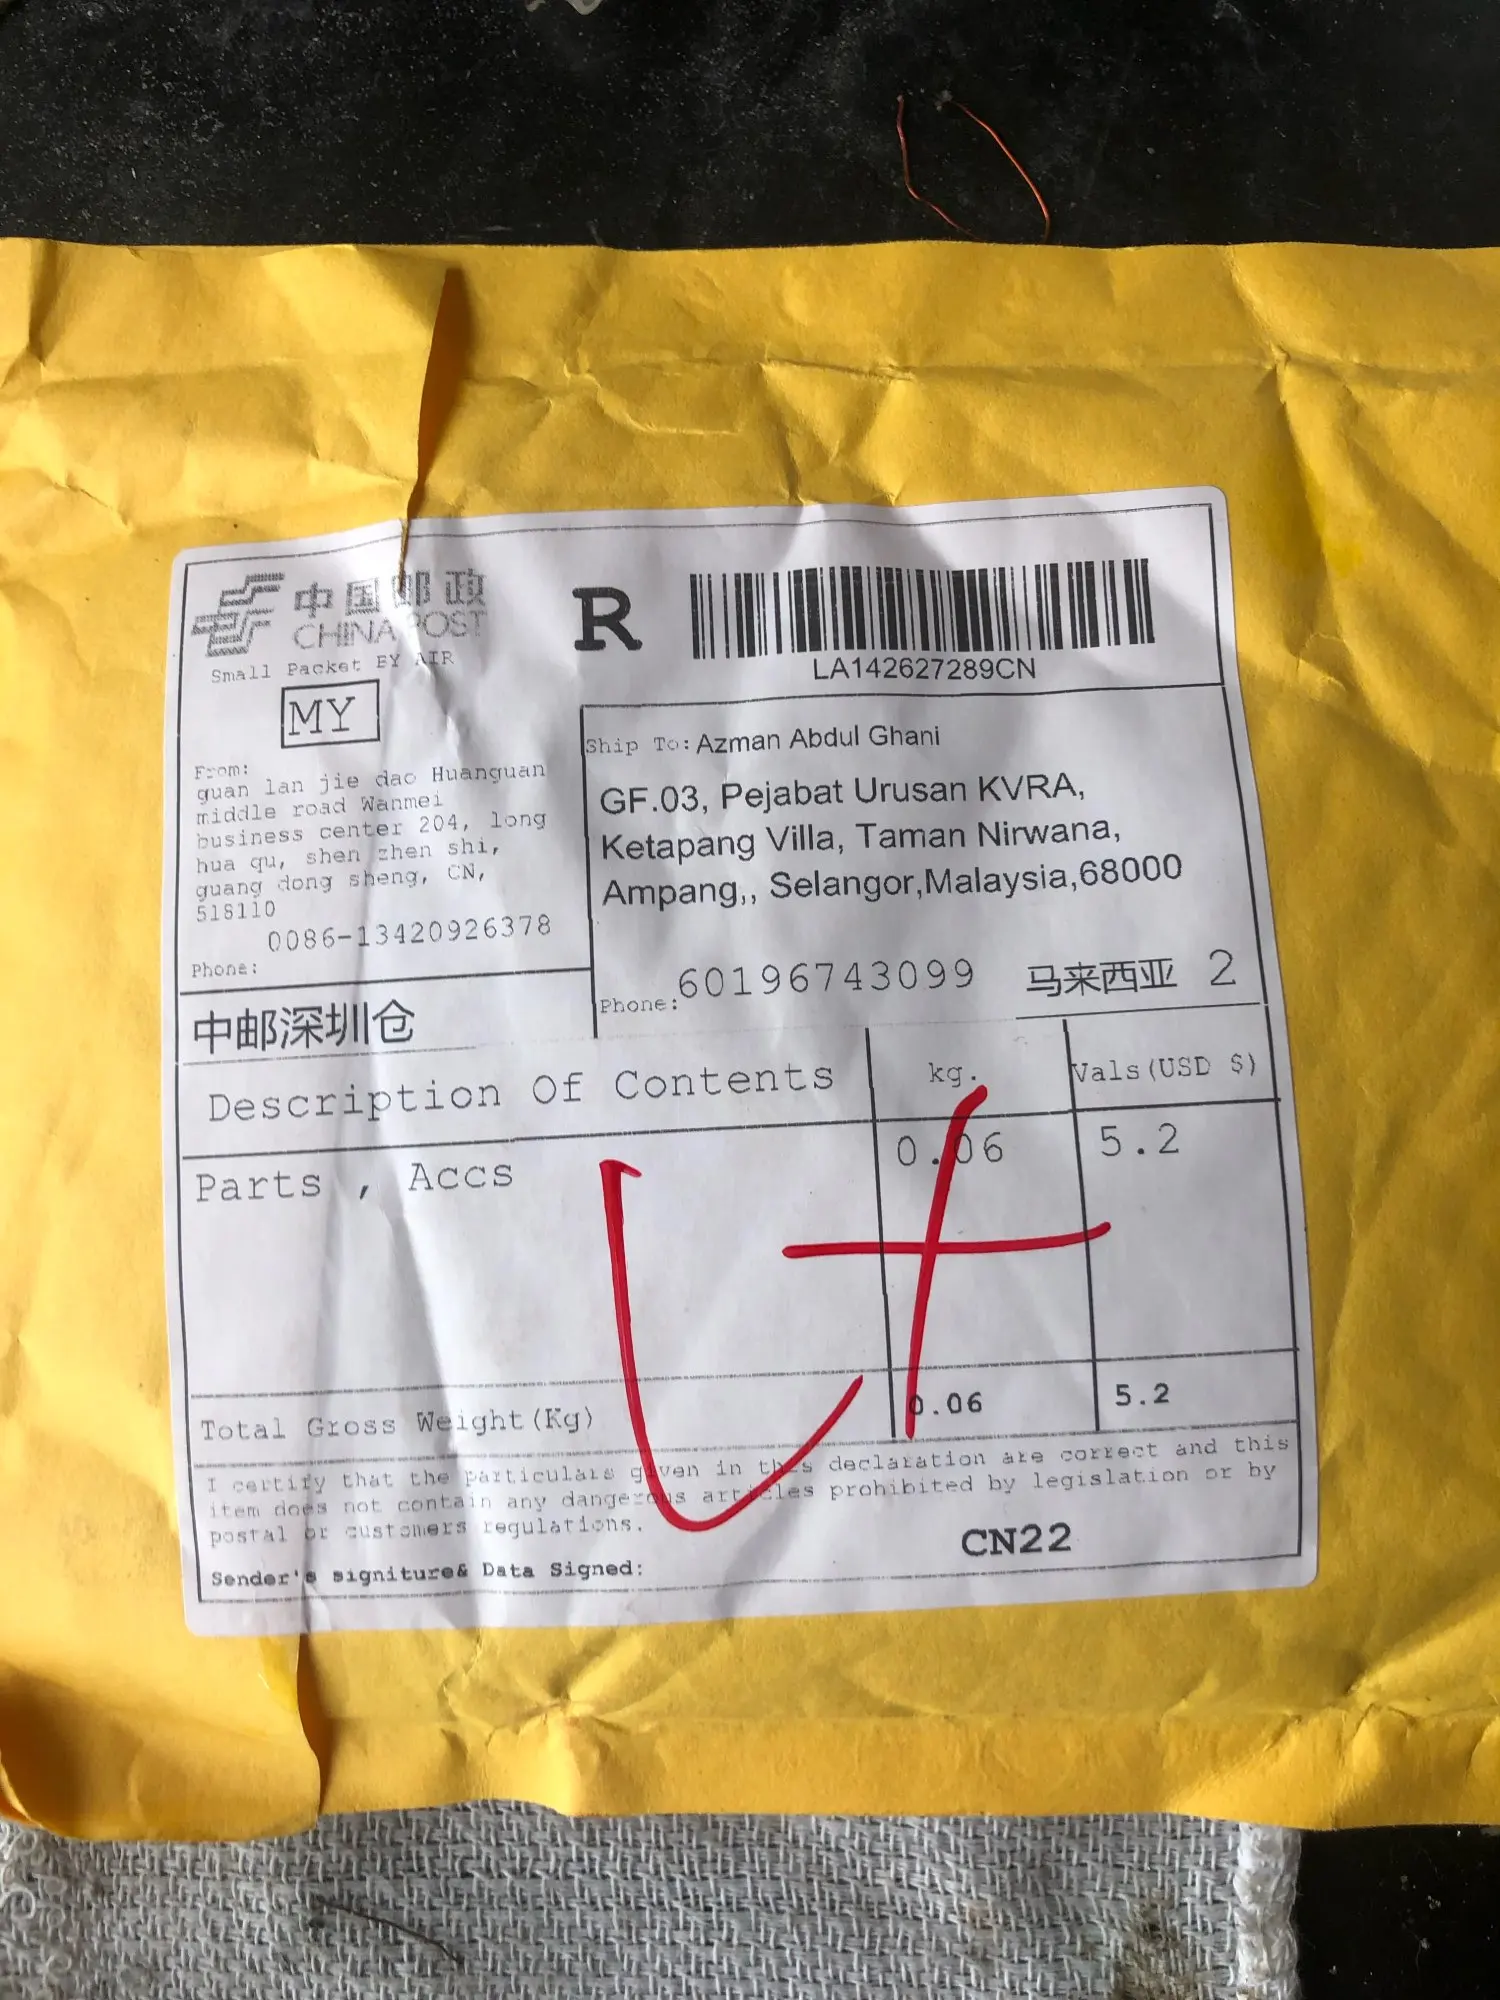 中国邮政
CHINA POST
Small Packet BY AIR
MY
R
LA142627289CN
From:
guan lan jie dao Huanguan
middle road Wanmei
business center 204, long
hua qu, shen zhen shi,
guang dong sheng, CN,
518110
0086-13420926378
Phone:
Ship To: Azman Abdul Ghani
GF.03, Pejabat Urusan KVRA,
Ketapang Villa, Taman Nirwana,
Ampang,, Selangor,Malaysia,68000
Phone: 60196743099 马来西亚 2
中邮深圳仓
Description Of Contents kg. Vals(USD $)
Parts , Accs 0.06 5.2
Total Gross Weight(Kg) 0.06 5.2
I certify that the particulars given in this declaration are correct and this
item does not contain any dangerous articles prohibited by legislation or by
postal or customers regulations.
CN22
Sender's signiture& Data Signed: